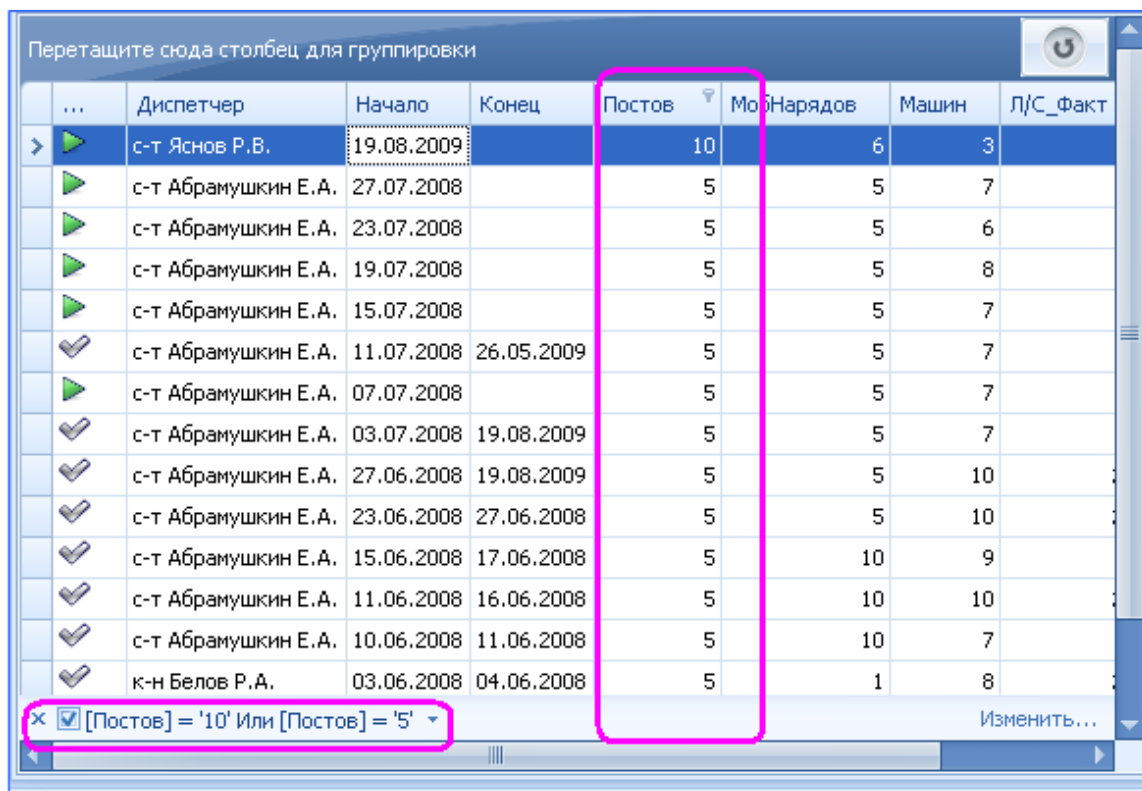 Перетащите сюда столбец для группировки
... Диспетчер Начало Конец Постов МобНарядов Машин Л/С_Факт
с-т Яснов Р.В. 19.08.2009 10 6 3
с-т Абрамушкин Е.А. 27.07.2008 5 5 7
с-т Абрамушкин Е.А. 23.07.2008 5 5 6
с-т Абрамушкин Е.А. 19.07.2008 5 5 8
с-т Абрамушкин Е.А. 15.07.2008 5 5 7
с-т Абрамушкин Е.А. 11.07.2008 26.05.2009 5 5 7
с-т Абрамушкин Е.А. 07.07.2008 5 5 7
с-т Абрамушкин Е.А. 03.07.2008 19.08.2009 5 5 7
с-т Абрамушкин Е.А. 27.06.2008 19.08.2009 5 5 10
с-т Абрамушкин Е.А. 23.06.2008 27.06.2008 5 5 10
с-т Абрамушкин Е.А. 15.06.2008 17.06.2008 5 10 9
с-т Абрамушкин Е.А. 11.06.2008 16.06.2008 5 10 10
с-т Абрамушкин Е.А. 10.06.2008 11.06.2008 5 10 7
к-н Белов Р.А. 03.06.2008 04.06.2008 5 1 8
[Постов] = '10' Или [Постов] = '5' Изменить...